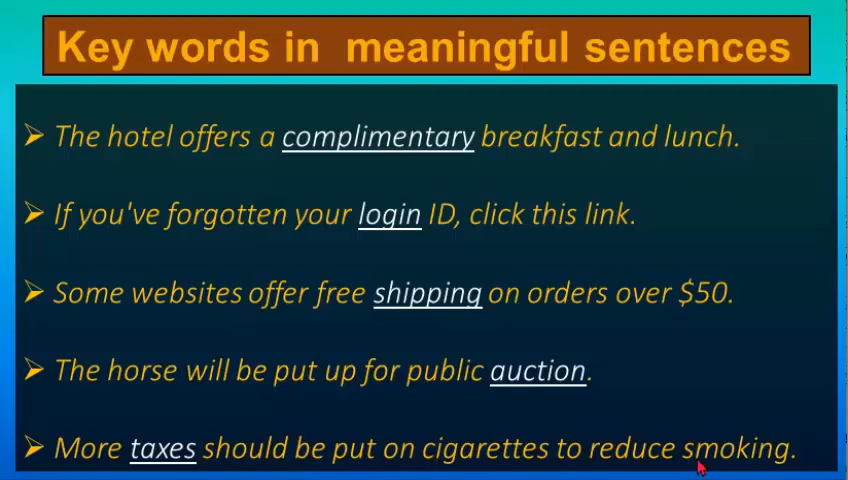 Key words in meaningful sentences
The hotel offers a complimentary breakfast and lunch.
If you've forgotten your login ID, click this link.
Some websites offer free shipping on orders over $50.
The horse will be put up for public auction.
More taxes should be put on cigarettes to reduce smoking.